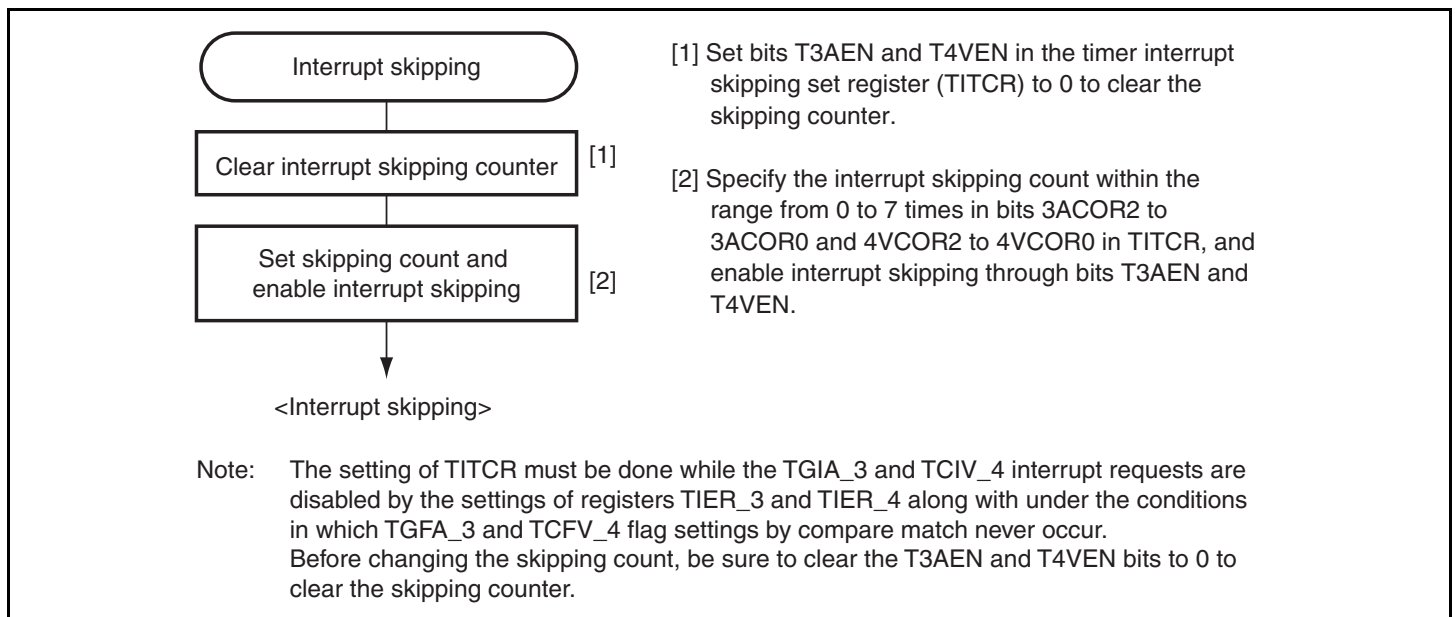 Interrupt skipping
Clear interrupt skipping counter
[1]
Set skipping count and
enable interrupt skipping
[2]
<Interrupt skipping>
[1] Set bits T3AEN and T4VEN in the timer interrupt
skipping set register (TITCR) to 0 to clear the
skipping counter.
[2] Specify the interrupt skipping count within the
range from 0 to 7 times in bits 3ACOR2 to
3ACOR0 and 4VCOR2 to 4VCOR0 in TITCR, and
enable interrupt skipping through bits T3AEN and
T4VEN.
Note: The setting of TITCR must be done while the TGIA_3 and TCIV_4 interrupt requests are
disabled by the settings of registers TIER_3 and TIER_4 along with under the conditions
in which TGFA_3 and TCFV_4 flag settings by compare match never occur.
Before changing the skipping count, be sure to clear the T3AEN and T4VEN bits to 0 to
clear the skipping counter.